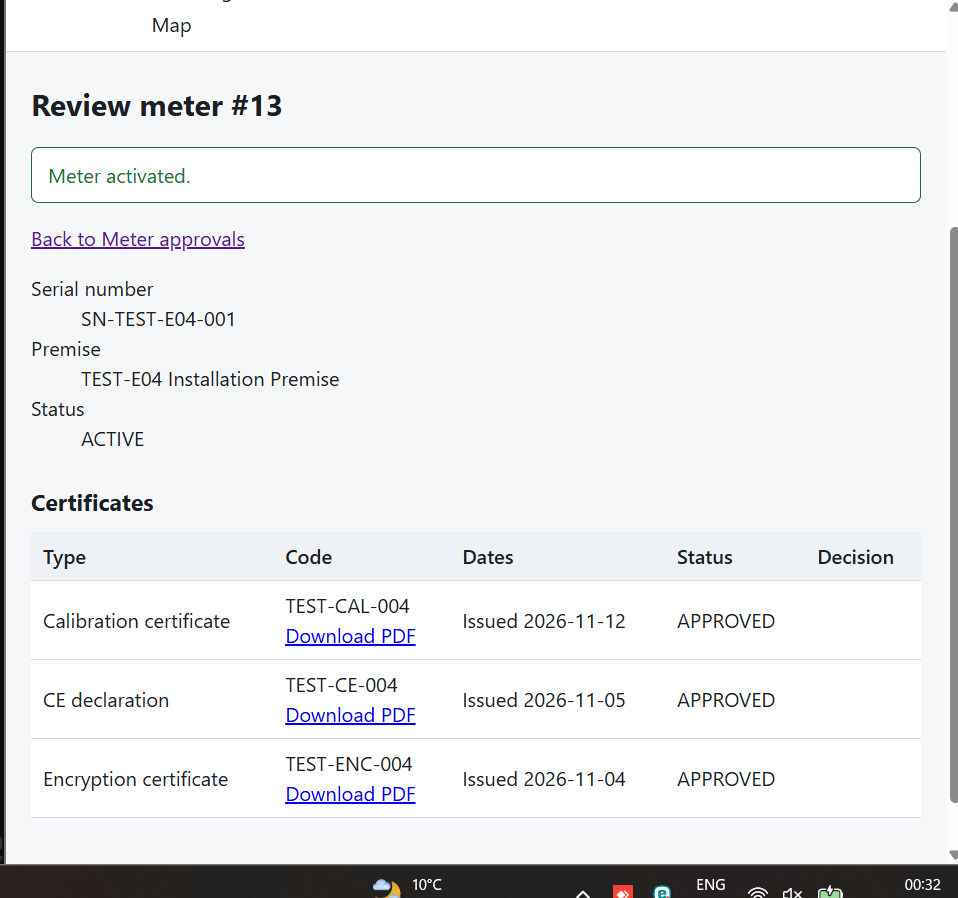 Map
Review meter #13
Meter activated.
Back to Meter approvals
Serial number
SN-TEST-E04-001
Premise
TEST-E04 Installation Premise
Status
ACTIVE
Certificates
Type Code Dates Status Decision
Calibration certificate TEST-CAL-004 Download PDF Issued 2026-11-12 APPROVED
CE declaration TEST-CE-004 Download PDF Issued 2026-11-05 APPROVED
Encryption certificate TEST-ENC-004 Download PDF Issued 2026-11-04 APPROVED
10°C ENG 00:32